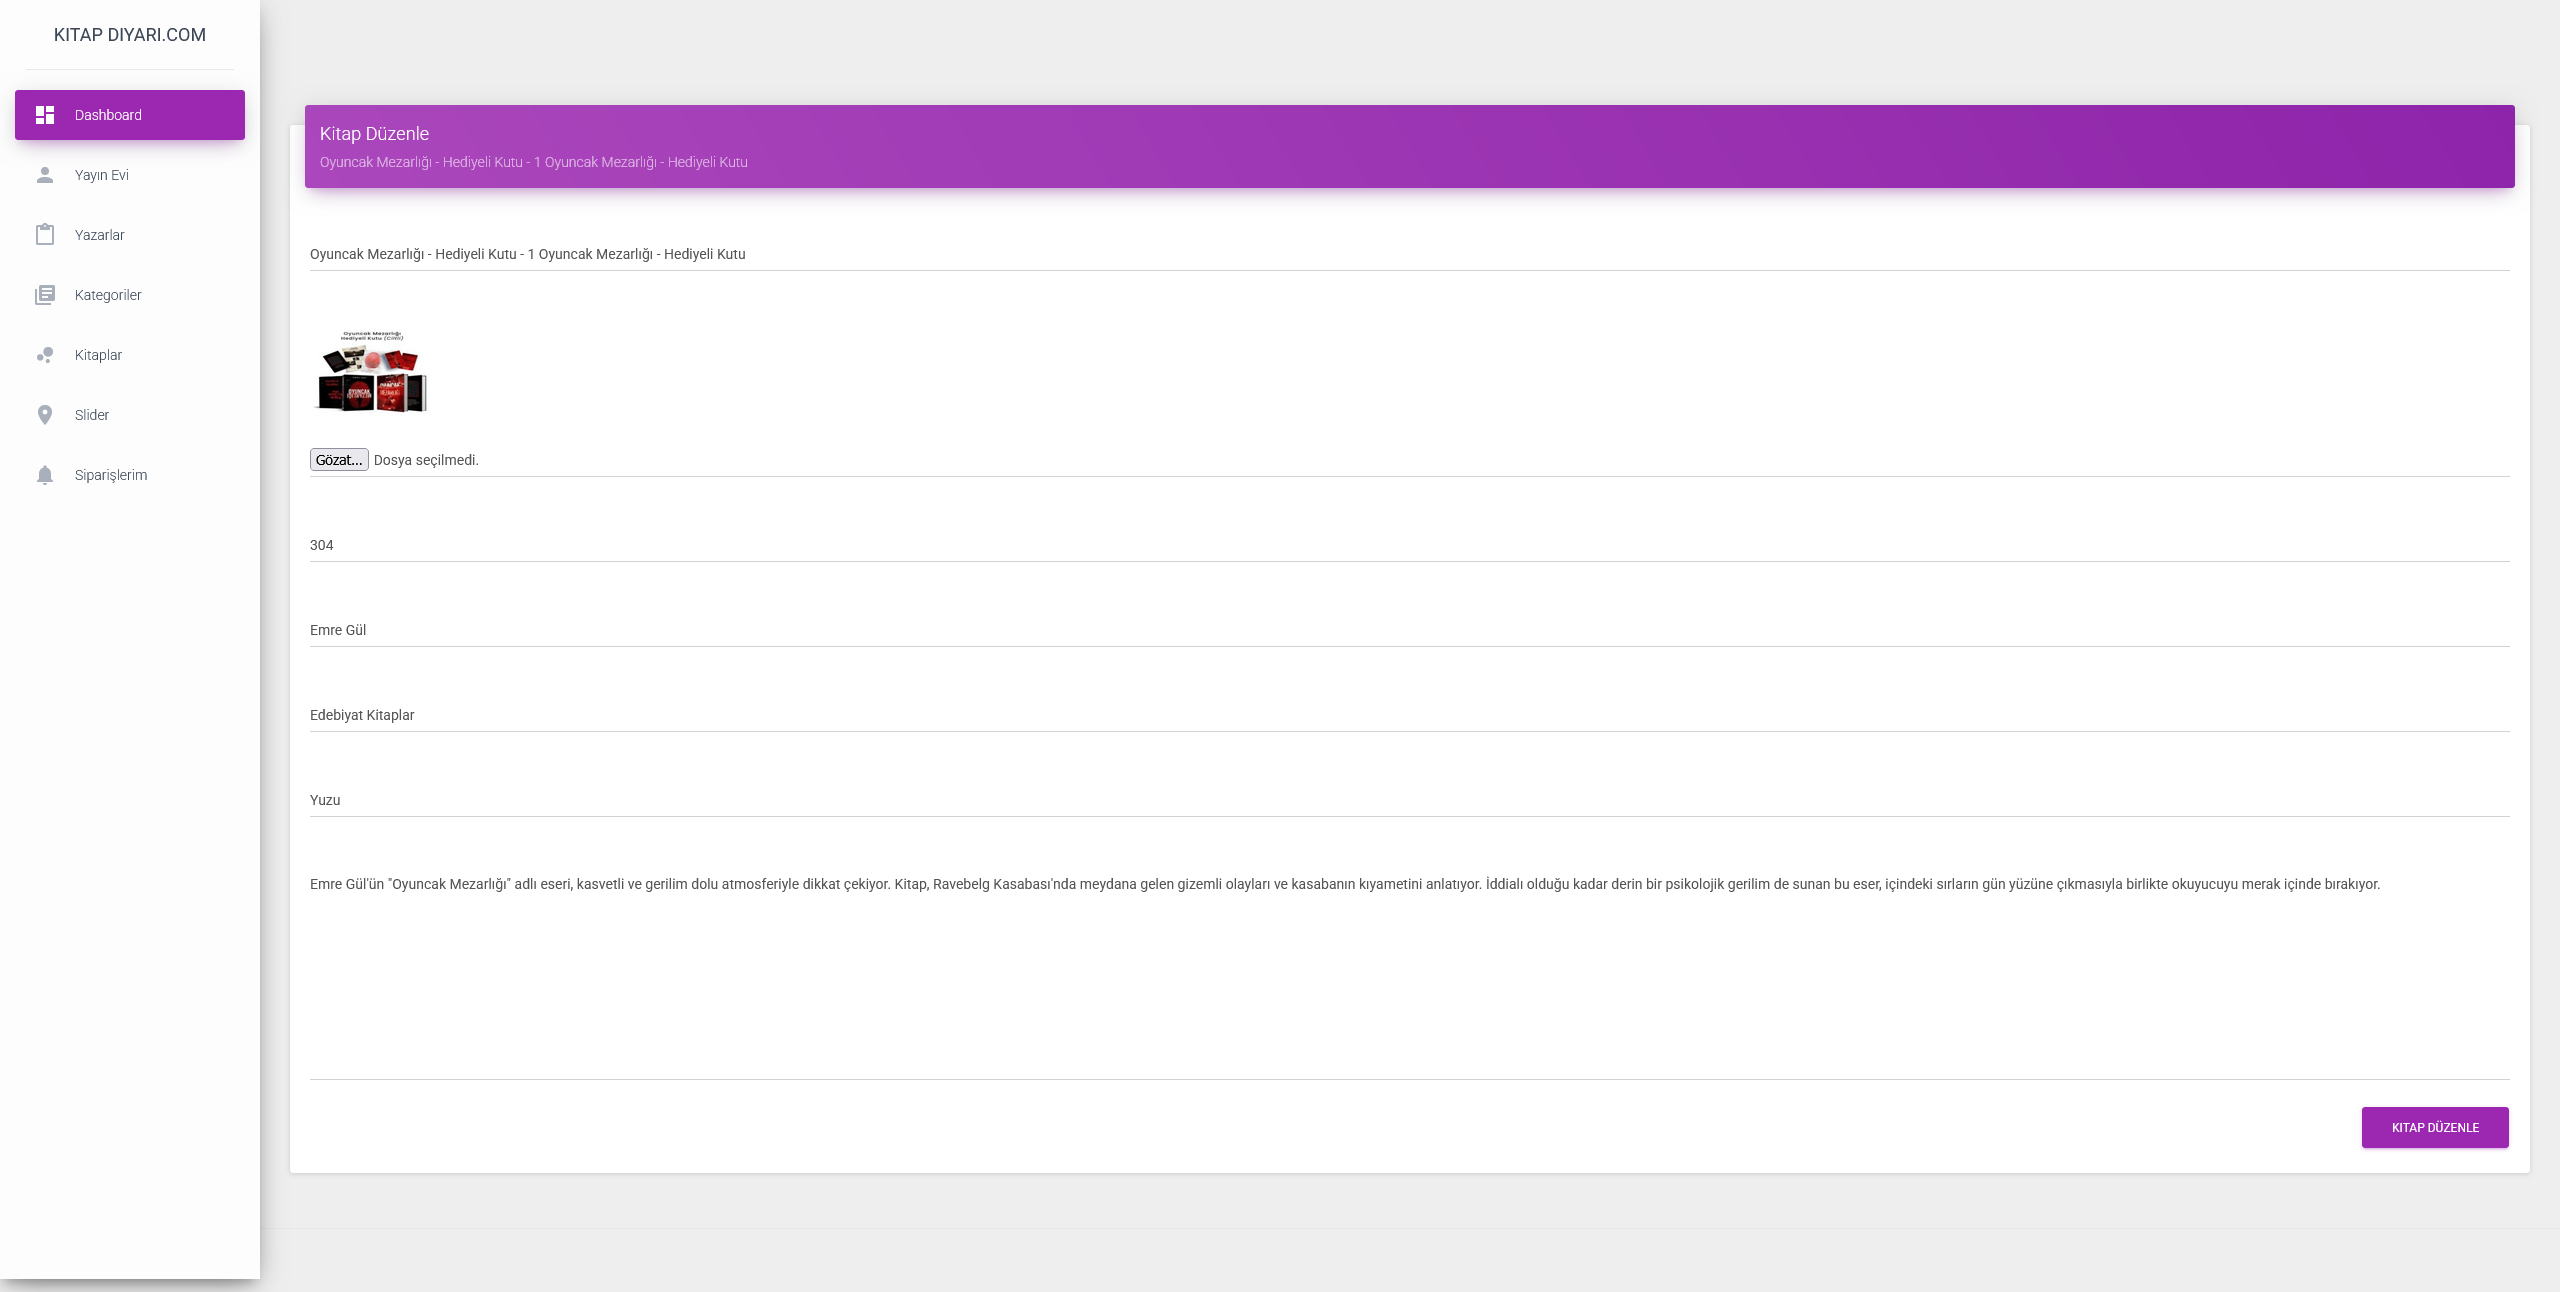 KITAP DIYARI.COM
Dashboard
Yayın Evi
Yazarlar
Kategoriler
Kitaplar
Slider
Siparişlerim
Kitap Düzenle
Oyuncak Mezarlığı - Hediyeli Kutu - 1 Oyuncak Mezarlığı - Hediyeli Kutu
Oyuncak Mezarlığı - Hediyeli Kutu - 1 Oyuncak Mezarlığı - Hediyeli Kutu
Oyuncak Mezarlığı
Hediyeli Kutu (Ciltli)
Gözat... Dosya seçilmedi.
304
Emre Gül
Edebiyat Kitaplar
Yuzu
Emre Gül'ün "Oyuncak Mezarlığı" adlı eseri, kasvetli ve gerilim dolu atmosferiyle dikkat çekiyor. Kitap, Ravebelg Kasabası'nda meydana gelen gizemli olayları ve kasabanın kıyametini anlatıyor. İddialı olduğu kadar derin bir psikolojik gerilim de sunan bu eser, içindeki sırların gün yüzüne çıkmasıyla birlikte okuyucuyu merak içinde bırakıyor.
KITAP DÜZENLE